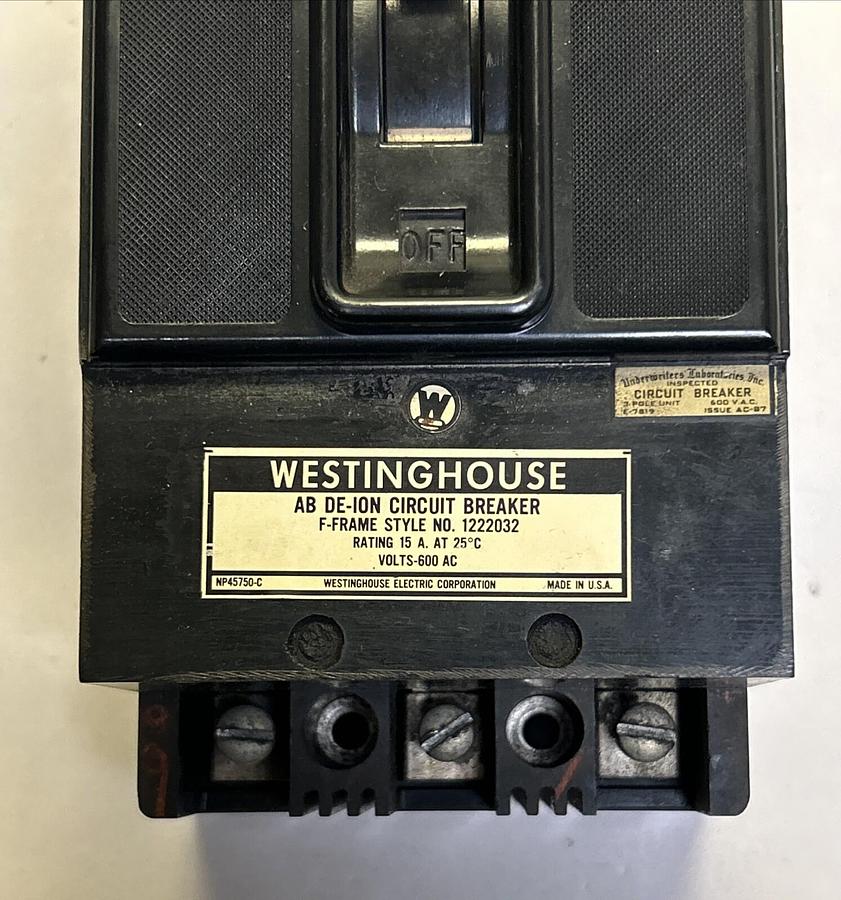 OFF
W
Underwriters Laboratories, Inc.
INSPECTED
CIRCUIT BREAKER
3-POLE UNIT 600 V.A.C.
E-7819 ISSUE AC-87
WESTINGHOUSE
AB DE-ION CIRCUIT BREAKER
F-FRAME STYLE NO. 1222032
RATING 15 A. AT 25°C
VOLTS-600 AC
NP45750-C WESTINGHOUSE ELECTRIC CORPORATION MADE IN U.S.A.